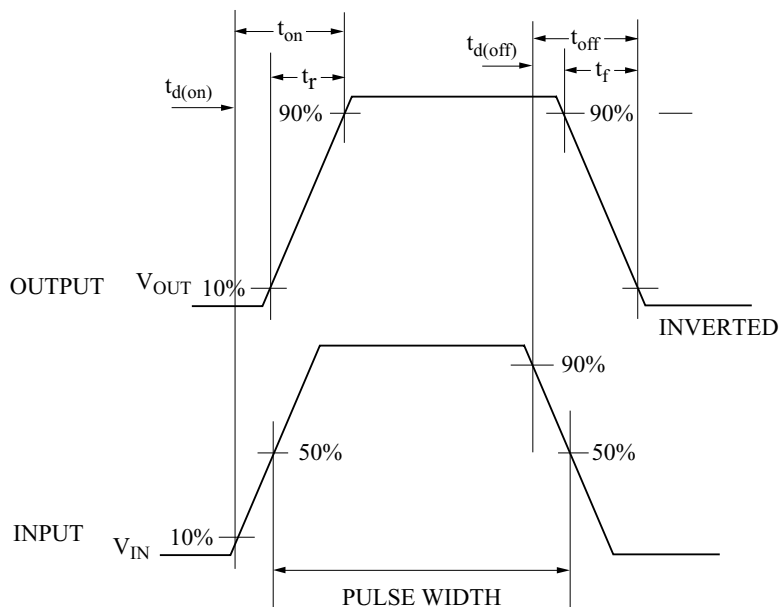 t_on
t_off
t_d(off)
t_r
t_f
t_d(on)
90%
90%
OUTPUT
V_OUT
10%
INVERTED
90%
50%
50%
10%
INPUT
V_IN
PULSE WIDTH